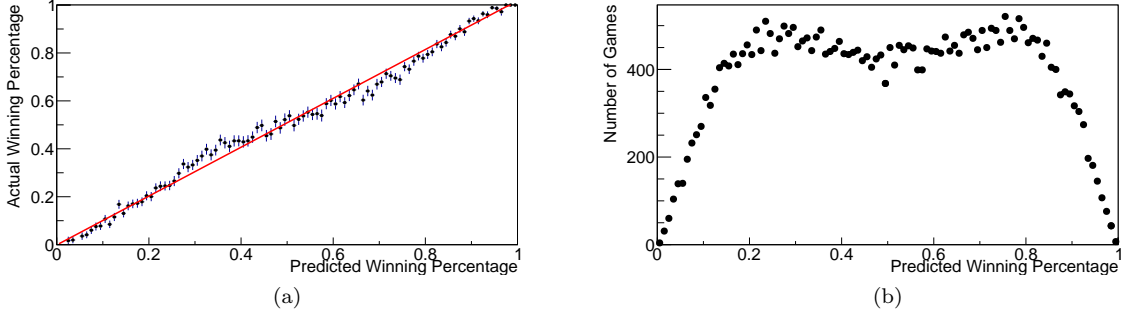 Actual Winning Percentage
1
0.8
0.6
0.4
0.2
0
0 0.2 0.4 0.6 0.8 1
Predicted Winning Percentage
(a)
Number of Games
400
200
0
0 0.2 0.4 0.6 0.8 1
Predicted Winning Percentage
(b)